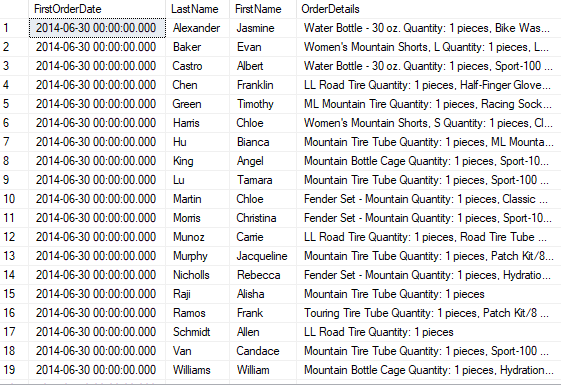 FirstOrderDate LastName FirstName OrderDetails
1 2014-06-30 00:00:00.000 Alexander Jasmine Water Bottle - 30 oz. Quantity: 1 pieces, Bike Was...
2 2014-06-30 00:00:00.000 Baker Evan Women's Mountain Shorts, L Quantity: 1 pieces, L...
3 2014-06-30 00:00:00.000 Castro Albert Water Bottle - 30 oz. Quantity: 1 pieces, Sport-100 ...
4 2014-06-30 00:00:00.000 Chen Franklin LL Road Tire Quantity: 1 pieces, Half-Finger Glove...
5 2014-06-30 00:00:00.000 Green Timothy ML Mountain Tire Quantity: 1 pieces, Racing Sock...
6 2014-06-30 00:00:00.000 Harris Chloe Women's Mountain Shorts, S Quantity: 1 pieces, Cl...
7 2014-06-30 00:00:00.000 Hu Bianca Mountain Tire Tube Quantity: 1 pieces, ML Mounta...
8 2014-06-30 00:00:00.000 King Angel Mountain Bottle Cage Quantity: 1 pieces, Sport-10...
9 2014-06-30 00:00:00.000 Lu Tamara Mountain Tire Tube Quantity: 1 pieces, Sport-100 ...
10 2014-06-30 00:00:00.000 Martin Chloe Fender Set - Mountain Quantity: 1 pieces, Classic ...
11 2014-06-30 00:00:00.000 Morris Christina Fender Set - Mountain Quantity: 1 pieces, Sport-10...
12 2014-06-30 00:00:00.000 Munoz Carrie LL Road Tire Quantity: 1 pieces, Road Tire Tube ...
13 2014-06-30 00:00:00.000 Murphy Jacqueline Mountain Tire Tube Quantity: 1 pieces, Patch Kit/8...
14 2014-06-30 00:00:00.000 Nicholls Rebecca Fender Set - Mountain Quantity: 1 pieces, Hydratio...
15 2014-06-30 00:00:00.000 Raji Alisha Mountain Tire Tube Quantity: 1 pieces
16 2014-06-30 00:00:00.000 Ramos Frank Touring Tire Tube Quantity: 1 pieces, Patch Kit/8 ...
17 2014-06-30 00:00:00.000 Schmidt Allen LL Road Tire Quantity: 1 pieces
18 2014-06-30 00:00:00.000 Van Candace Mountain Tire Tube Quantity: 1 pieces, Sport-100 ...
19 2014-06-30 00:00:00.000 Williams William Mountain Bottle Cage Quantity: 1 pieces, Hydration...